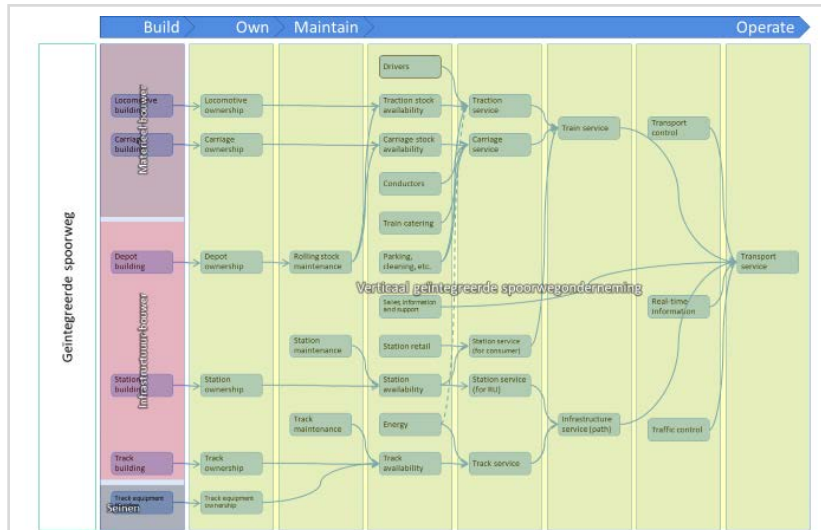 Build
Own
Maintain
Operate
Geïntegreerde spoorweg
Materieel-bouwer
Infrastructuur-bouwer
Seinen
Verticaal geïntegreerde spoorwegonderneming
Drivers
Locomotive
building
Locomotive
ownership
Traction stock
availability
Traction
service
Train service
Transport
control
Carriage
building
Carriage
ownership
Carriage stock
availability
Carriage
service
Conductors
Train catering
Depot
building
Depot
ownership
Rolling stock
maintenance
Parking,
cleaning, etc.
Transport
service
Sales, information
and support
Real-time
information
Station
maintenance
Station retail
Station service
(for consumer)
Station
building
Station
ownership
Station
availability
Station service
(for RU)
Track
maintenance
Energy
Infrastructure
service (path)
Traffic control
Track
building
Track
ownership
Track
availability
Track service
Track equipment
Track equipment
ownership